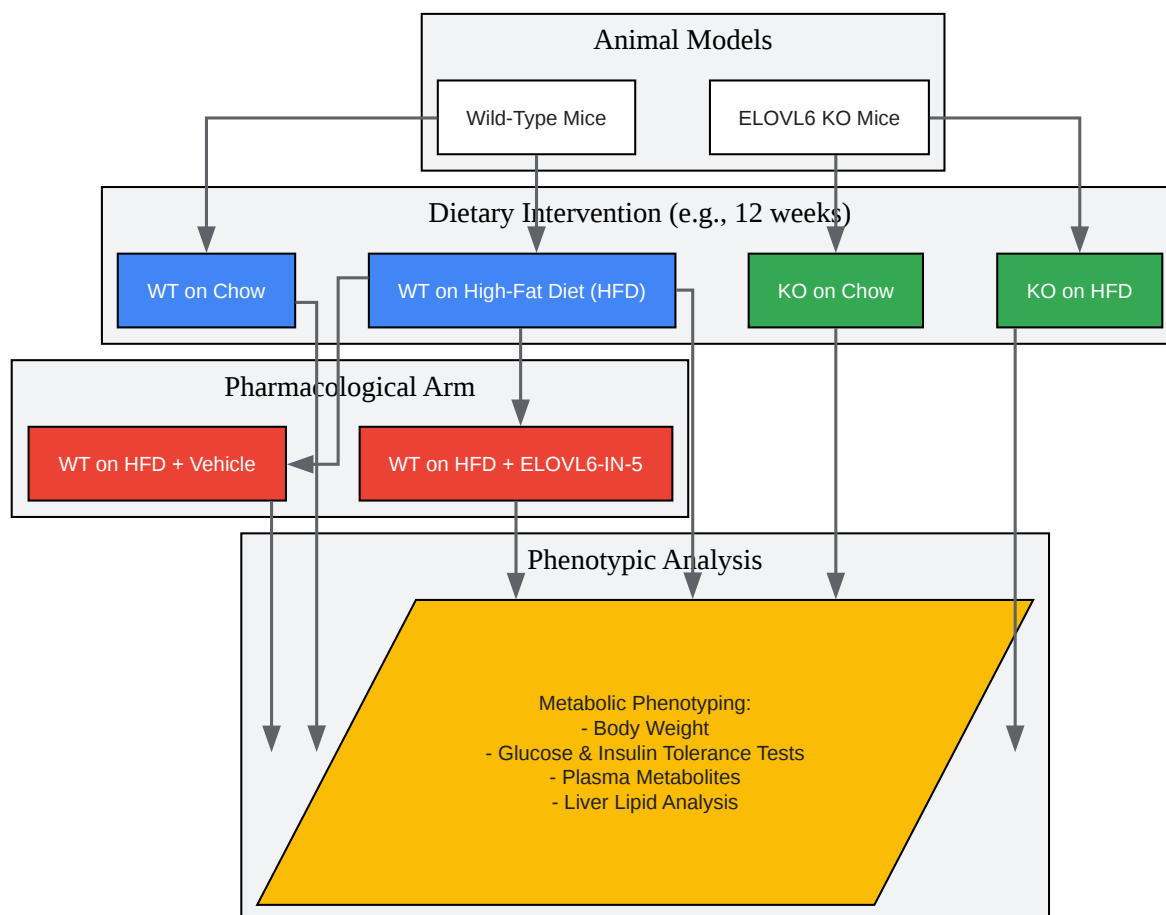 Animal Models
Wild-Type Mice
ELOVL6 KO Mice
Dietary Intervention (e.g., 12 weeks)
WT on Chow
WT on High-Fat Diet (HFD)
KO on Chow
KO on HFD
Pharmacological Arm
WT on HFD + Vehicle
WT on HFD + ELOVL6-IN-5
Phenotypic Analysis
Metabolic Phenotyping:
- Body Weight
- Glucose & Insulin Tolerance Tests
- Plasma Metabolites
- Liver Lipid Analysis